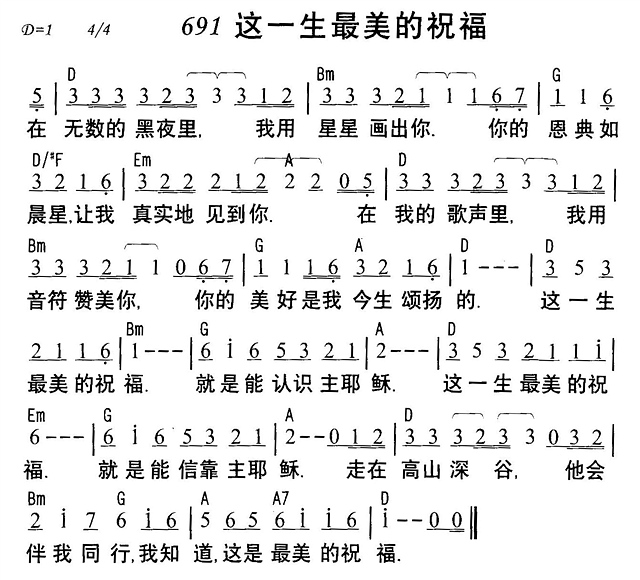 D=1 4/4 691 这一生最美的祝福
D Bm G
5 | 3 3 3 3 2 3 3 3 1 2 | 3 3 3 2 1 1 1 6 7 | 1 1 6
在 无数的 黑夜里, 我用 星星 画出你. 你的 恩典如
D/#F Em A D
3 2 1 6 | 3 2 2 2 1 2 2 2 0 5 | 3 3 3 2 3 3 3 1 2 |
晨星,让我 真实地 见到你. 在 我的 歌声里, 我用
Bm G A D D
3 3 3 2 1 1 0 6 7 | 1 1 1 6 3 2 1 6 | 1 - - - | 3 5 3
音符 赞美你, 你的 美好是我 今生 颂扬 的. 这一生
Bm G A D
2 1 1 6 | 1 - - - | 6 i 6 5 3 2 1 | 2 - - - | 3 5 3 2 1 1 i |
最美的祝 福. 就是能 认识 主耶 稣. 这一生 最美的祝
Em G A D
6 - - - | 6 i 6 5 3 2 1 | 2 - - 0 1 2 | 3 3 3 2 3 3 0 3 2 |
福. 就是能 信靠 主耶 稣. 走在 高山 深 谷, 他会
Bm G A A7 D
2 i 7 6 i 6 | 5 6 5 6 i i 6 | i - - 0 0 ||
伴我 同 行,我知 道,这是 最美的祝 福.